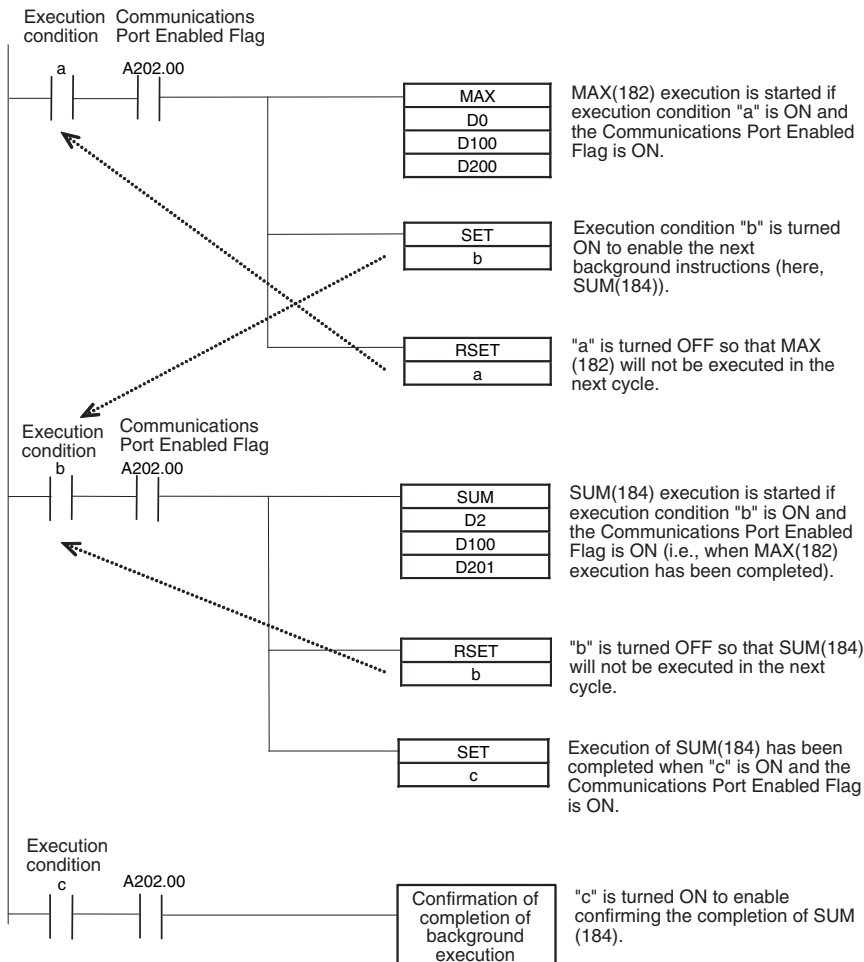 Execution condition
Communications Port Enabled Flag
a
A202.00
MAX
D0
D100
D200
MAX(182) execution is started if
execution condition "a" is ON and
the Communications Port Enabled
Flag is ON.
SET
b
Execution condition "b" is turned
ON to enable the next
background instructions (here,
SUM(184)).
RSET
a
"a" is turned OFF so that MAX
(182) will not be executed in the
next cycle.
Execution
condition
Communications
Port Enabled Flag
b
A202.00
SUM
D2
D100
D201
SUM(184) execution is started if
execution condition "b" is ON and
the Communications Port Enabled
Flag is ON (i.e., when MAX(182)
execution has been completed).
RSET
b
"b" is turned OFF so that SUM(184)
will not be executed in the next
cycle.
SET
c
Execution of SUM(184) has been
completed when "c" is ON and the
Communications Port Enabled Flag
is ON.
Execution
condition
c
A202.00
Confirmation of
completion of
background
execution
"c" is turned ON to enable
confirming the completion of SUM
(184).